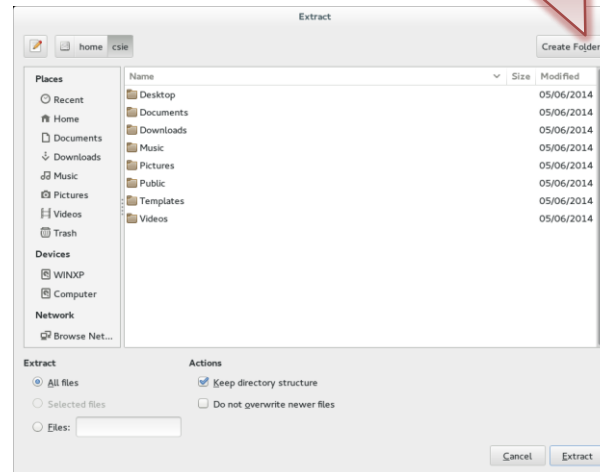 Extract
home csie Create Folder
Places
Recent
Home
Documents
Downloads
Music
Pictures
Videos
Trash
Devices
WINXP
Computer
Network
Browse Net...
Name Size Modified
Desktop 05/06/2014
Documents 05/06/2014
Downloads 05/06/2014
Music 05/06/2014
Pictures 05/06/2014
Public 05/06/2014
Templates 05/06/2014
Videos 05/06/2014
Extract
All files
Selected files
Files:
Actions
Keep directory structure
Do not overwrite newer files
Cancel Extract